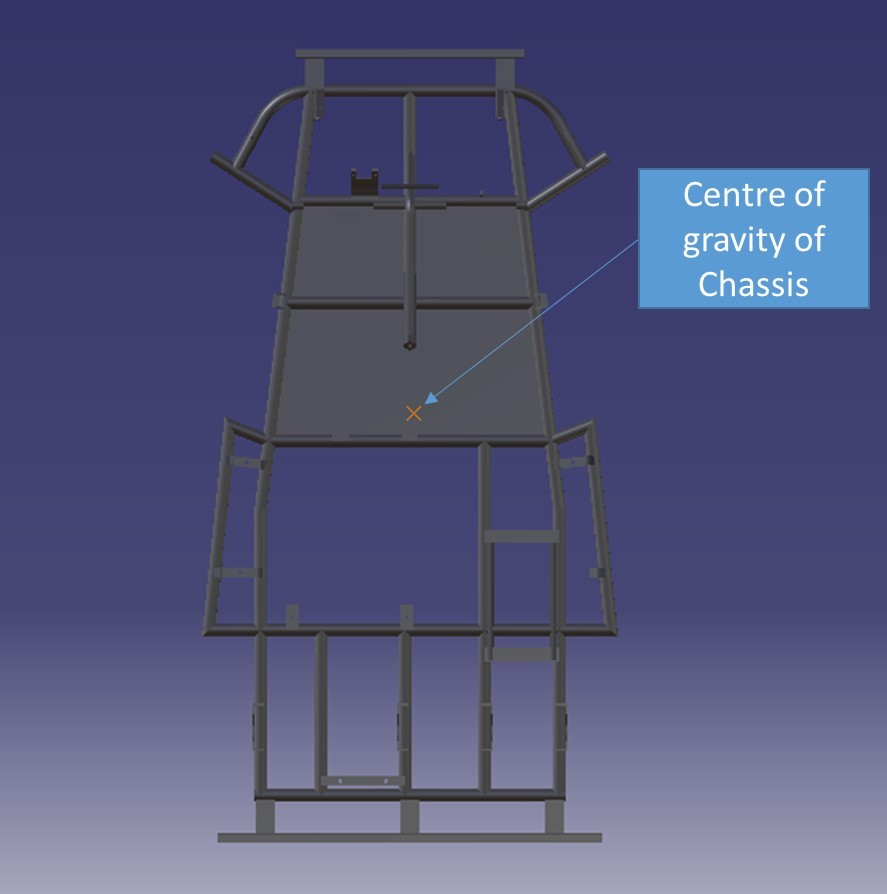 Centre of
gravity of
Chassis